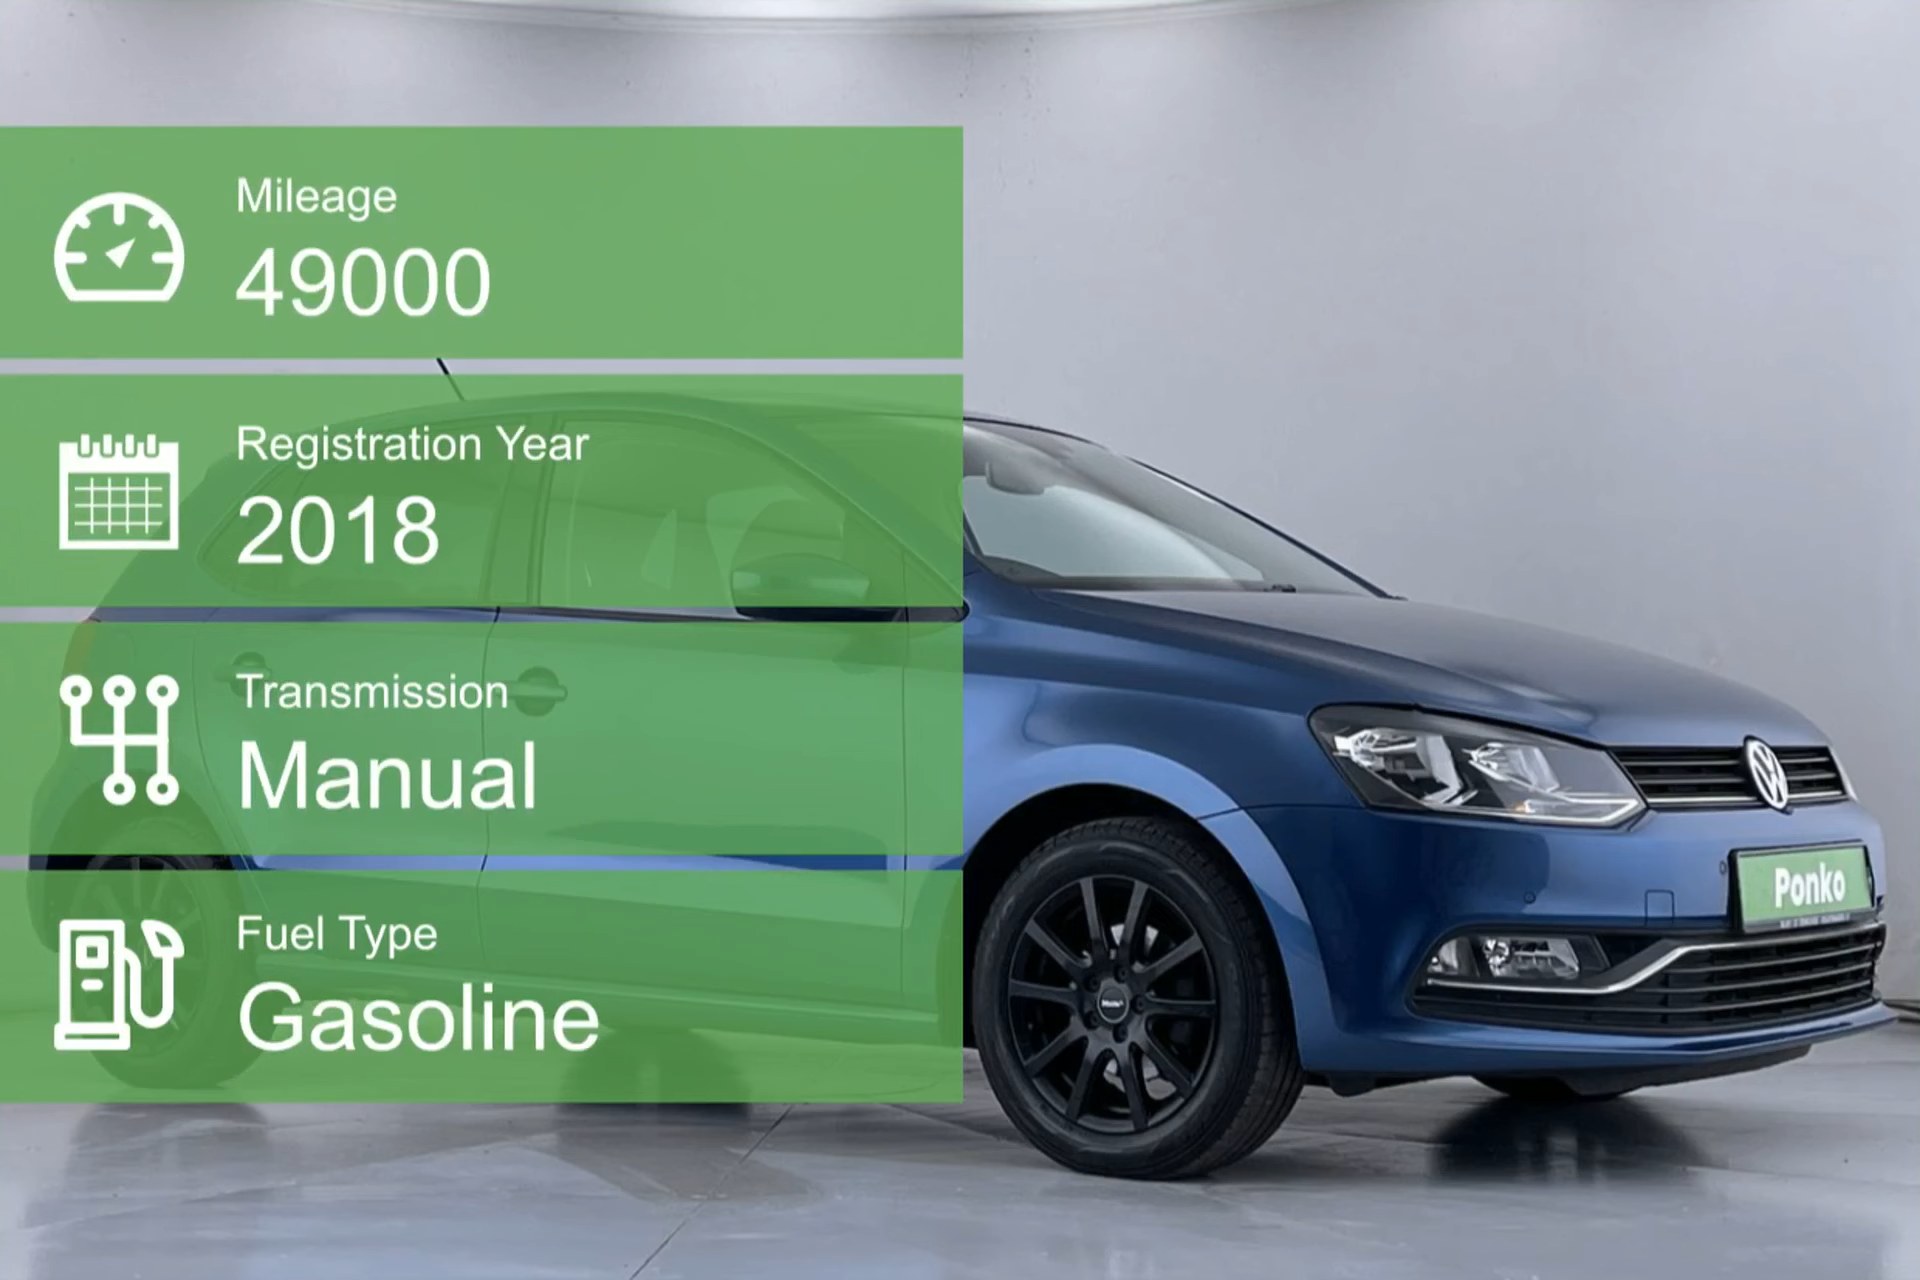 Mileage
49000
Registration Year
2018
Transmission
Manual
Fuel Type
Gasoline
Ponko